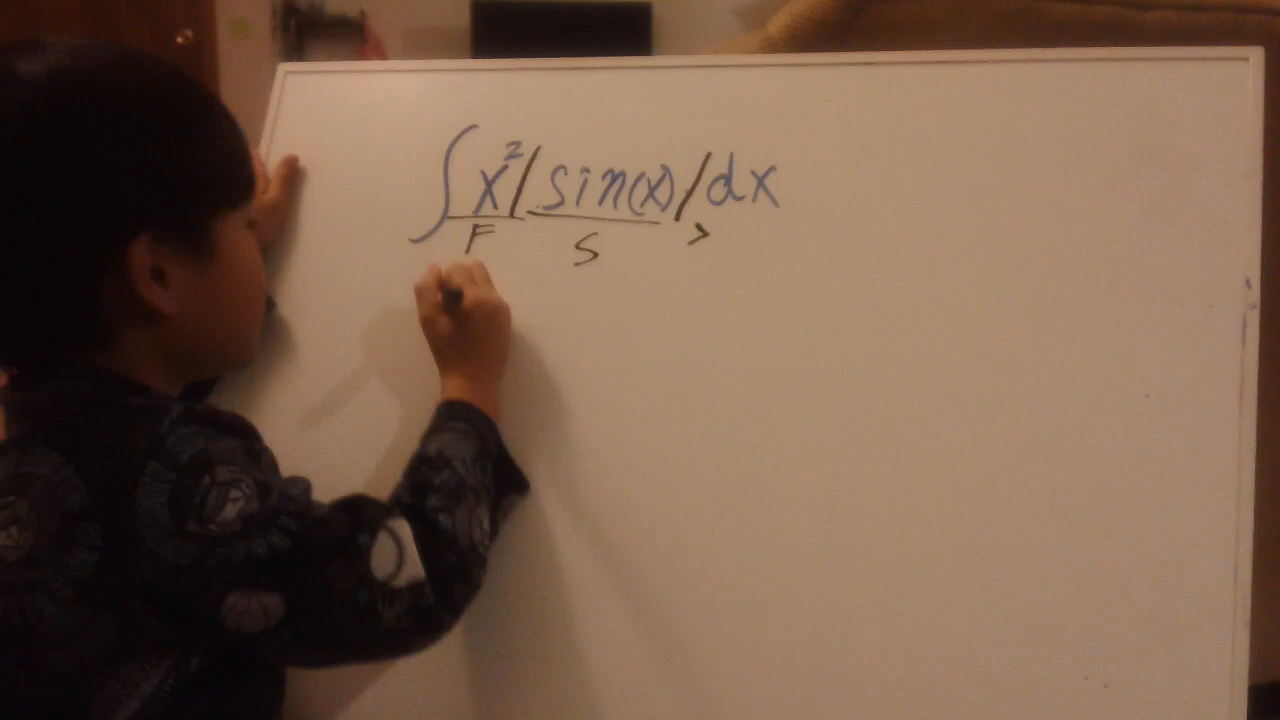 ∫x²/sin(x)/dx
F S >